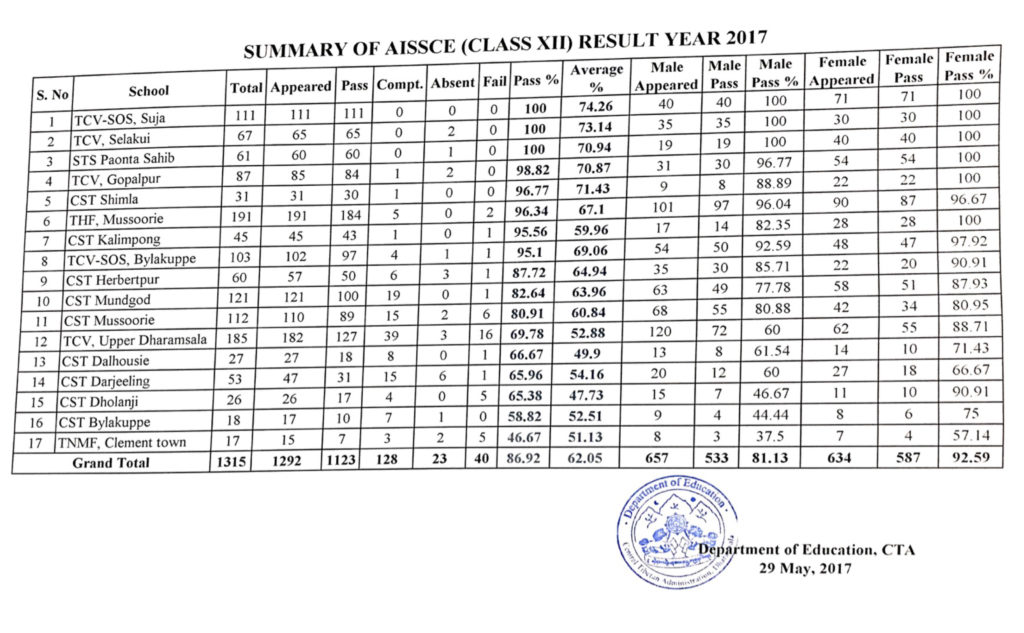 SUMMARY OF AISSCE (CLASS XII) RESULT YEAR 2017
S. No School Total Appeared Pass Compt. Absent Fail Pass % Average % Male Appeared Male Pass Male Pass % Female Appeared Female Pass Female Pass %
1 TCV-SOS, Suja 111 111 111 0 0 0 100 74.26 40 40 100 71 71 100
2 TCV, Selakui 67 65 65 0 2 0 100 73.14 35 35 100 30 30 100
3 STS Paonta Sahib 61 60 60 0 1 0 100 70.94 19 19 100 40 40 100
4 TCV, Gopalpur 87 85 84 1 2 0 98.82 70.87 31 30 96.77 54 54 100
5 CST Shimla 31 31 30 1 0 0 96.77 71.43 9 8 88.89 22 22 100
6 THF, Mussoorie 191 191 184 5 0 2 96.34 67.1 101 97 96.04 90 87 96.67
7 CST Kalimpong 45 45 43 1 0 1 95.56 59.96 17 14 82.35 28 28 100
8 TCV-SOS, Bylakuppe 103 102 97 4 1 1 95.1 69.06 54 50 92.59 48 47 97.92
9 CST Herbertpur 60 57 50 6 3 1 87.72 64.94 35 30 85.71 22 20 90.91
10 CST Mundgod 121 121 100 19 0 1 82.64 63.96 63 49 77.78 58 51 87.93
11 CST Mussoorie 112 110 89 15 2 6 80.91 60.84 68 55 80.88 42 34 80.95
12 TCV, Upper Dharamsala 185 182 127 39 3 16 69.78 52.88 120 72 60 62 55 88.71
13 CST Dalhousie 27 27 18 8 0 1 66.67 49.9 13 8 61.54 14 10 71.43
14 CST Darjeeling 53 47 31 15 6 1 65.96 54.16 20 12 60 27 18 66.67
15 CST Dholanji 26 26 17 4 0 5 65.38 47.73 15 7 46.67 11 10 90.91
16 CST Bylakuppe 18 17 10 7 1 0 58.82 52.51 9 4 44.44 8 6 75
17 TNMF, Clement town 17 15 7 3 2 5 46.67 51.13 8 3 37.5 7 4 57.14
Grand Total 1315 1292 1123 128 23 40 86.92 62.05 657 533 81.13 634 587 92.59
Department of Education
Central Tibetan Administration, Dharamsala
Department of Education, CTA
29 May, 2017